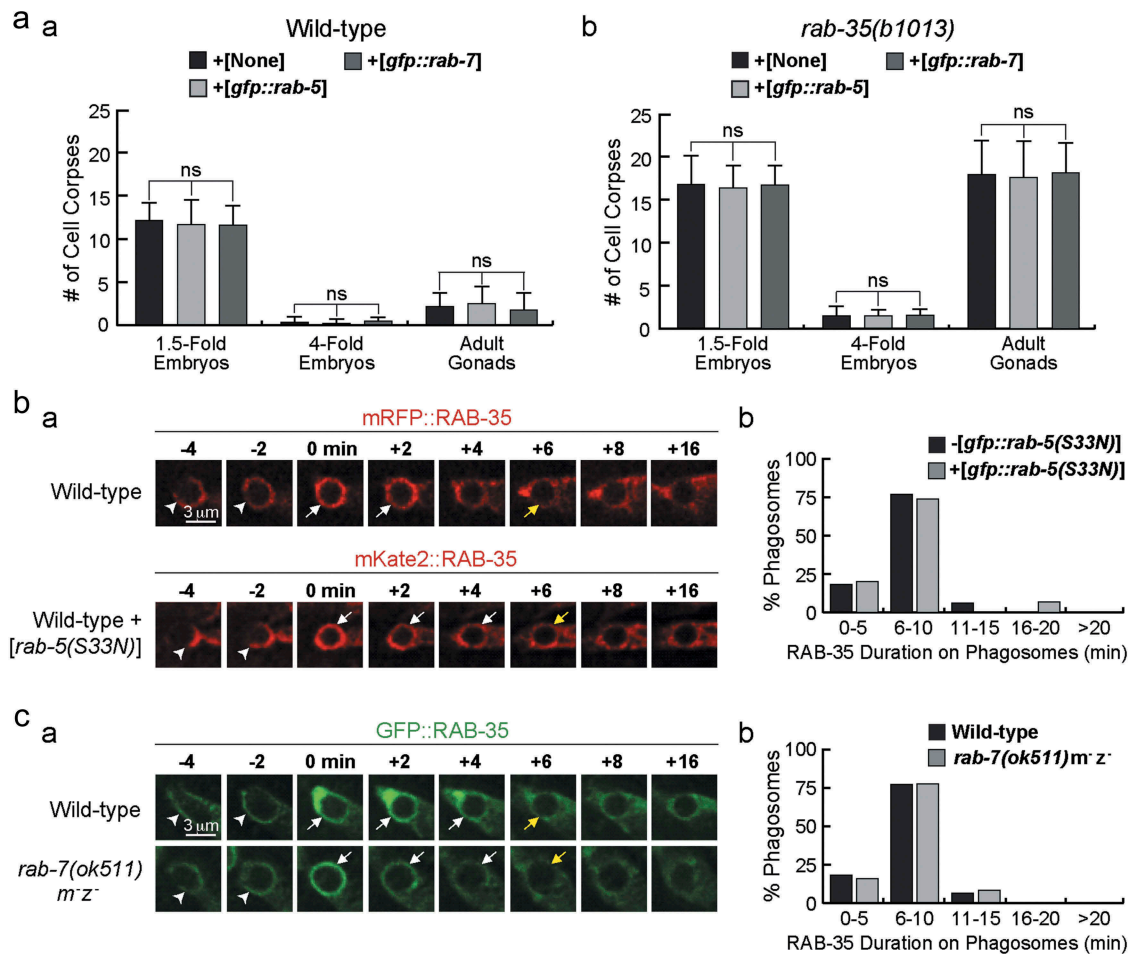 a
a
Wild-type
+[None]
+[gfp::rab-7]
+[gfp::rab-5]
# of Cell Corpses
25
20
15
10
5
0
ns
ns
ns
1.5-Fold
Embryos
4-Fold
Embryos
Adult
Gonads
b
rab-35(b1013)
+[None]
+[gfp::rab-7]
+[gfp::rab-5]
# of Cell Corpses
25
20
15
10
5
0
ns
ns
ns
1.5-Fold
Embryos
4-Fold
Embryos
Adult
Gonads
b
a
mRFP::RAB-35
-4 -2 0 min +2 +4 +6 +8 +16
Wild-type
3 μm
mKate2::RAB-35
-4 -2 0 min +2 +4 +6 +8 +16
Wild-type +
[rab-5(S33N)]
b
-[gfp::rab-5(S33N)]
+[gfp::rab-5(S33N)]
% Phagosomes
100
75
50
25
0
0-5 6-10 11-15 16-20 >20
RAB-35 Duration on Phagosomes (min)
c
a
GFP::RAB-35
-4 -2 0 min +2 +4 +6 +8 +16
Wild-type
3 μm
rab-7(ok511)
m⁻z⁻
b
Wild-type
rab-7(ok511) m⁻ z⁻
% Phagosomes
100
75
50
25
0
0-5 6-10 11-15 16-20 >20
RAB-35 Duration on Phagosomes (min)